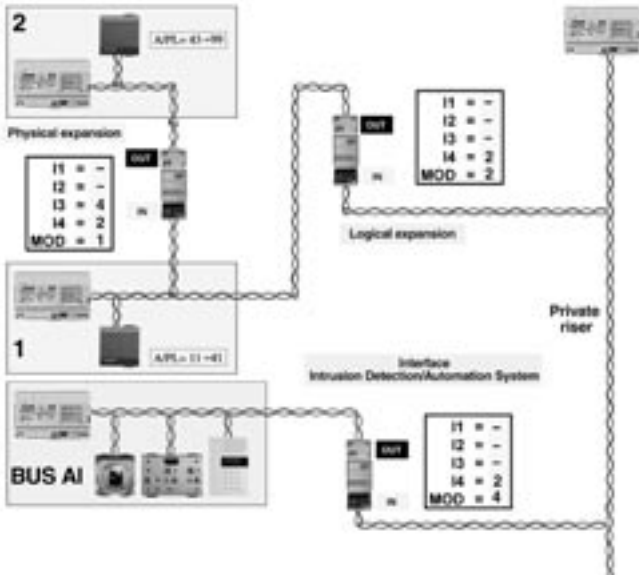 2
A/PL= 43→99
Physical expansion
OUT
I1 = –
I2 = –
I3 = 4
I4 = 2
MOD = 1
IN
OUT
I1 = –
I2 = –
I3 = –
I4 = 2
MOD = 2
IN
Logical expansion
1
A/PL= 11→41
Private
riser
Interface
Intrusion Detection/Automation System
BUS AI
OUT
I1 = –
I2 = –
I3 = –
I4 = 2
MOD = 4
IN